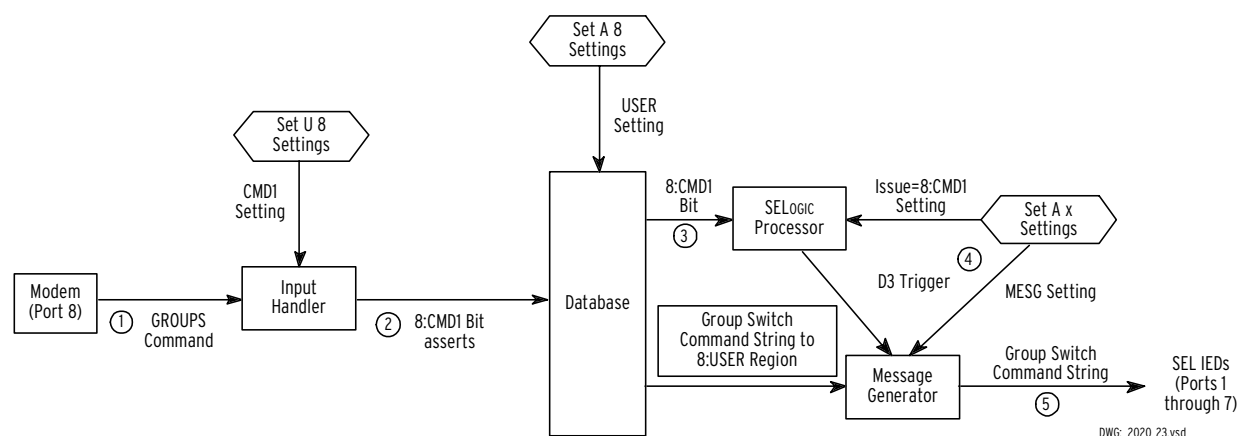 Set A 8
Settings
USER
Setting
Set U 8
Settings
CMD1
Setting
8:CMD1
Bit
3
SELOGIC
Processor
Issue=8:CMD1
Setting
Set A x
Settings
4
D3 Trigger
MESG Setting
Modem
(Port 8)
1
GROUPS
Command
Input
Handler
2
8:CMD1 Bit
asserts
Database
Group Switch
Command String to
8:USER Region
Message
Generator
Group Switch
Command String
5
SEL IEDs
(Ports 1
through 7)
DWG: 2020_23.vsd